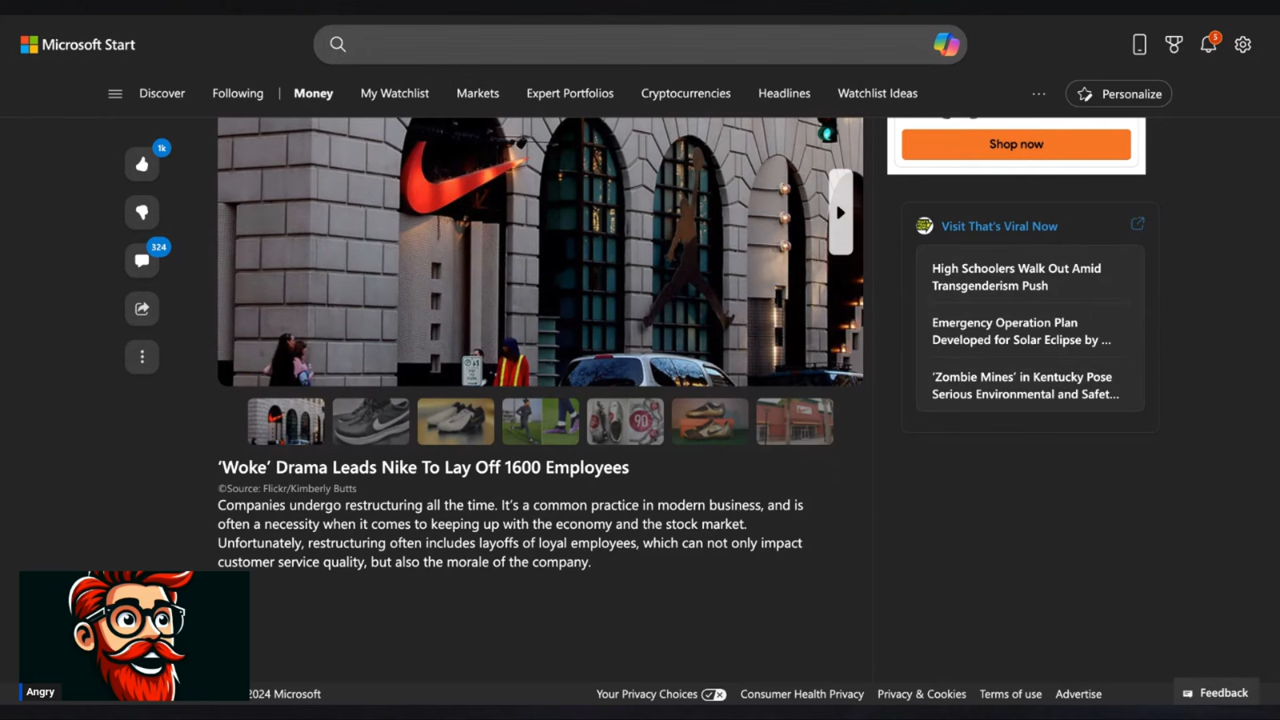 Microsoft Start
5
Discover
Following
Money
My Watchlist
Markets
Expert Portfolios
Cryptocurrencies
Headlines
Watchlist Ideas
...
Personalize
1k
324
Shop now
Visit That's Viral Now
High Schoolers Walk Out Amid
Transgenderism Push
Emergency Operation Plan
Developed for Solar Eclipse by ...
'Zombie Mines' in Kentucky Pose
Serious Environmental and Safet...
90
'Woke' Drama Leads Nike To Lay Off 1600 Employees
©Source: Flickr/Kimberly Butts
Companies undergo restructuring all the time. It's a common practice in modern business, and is
often a necessity when it comes to keeping up with the economy and the stock market.
Unfortunately, restructuring often includes layoffs of loyal employees, which can not only impact
customer service quality, but also the morale of the company.
Angry
2024 Microsoft
Your Privacy Choices
Consumer Health Privacy
Privacy & Cookies
Terms of use
Advertise
Feedback